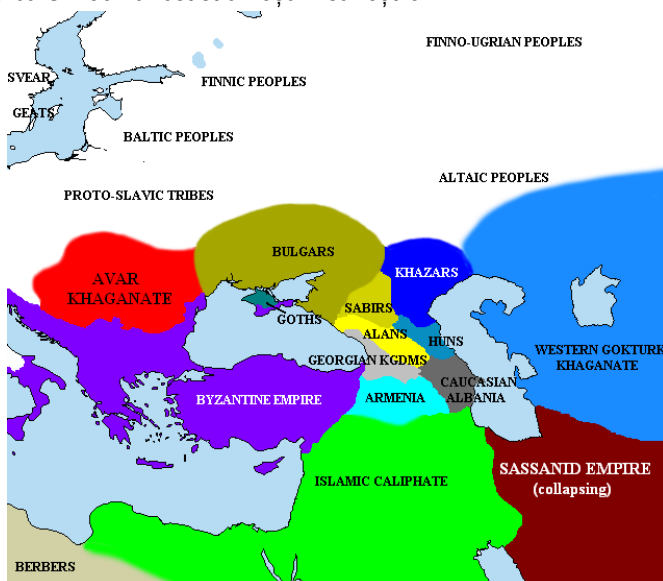 FINNO-UGRIAN PEOPLES
SVEAR
FINNIC PEOPLES
GEATS
BALTIC PEOPLES
ALTAIC PEOPLES
PROTO-SLAVIC TRIBES
BULGARS
AVAR
KHAGANATE
KHAZARS
SABIRS
GOTHS
ALANS
HUNS
WESTERN GOKTURK
KHAGANATE
GEORGIAN KGDMS
CAUCASIAN
ALBANIA
BYZANTINE EMPIRE
ARMENIA
SASSANID EMPIRE
(collapsing)
ISLAMIC CALIPHATE
BERBERS